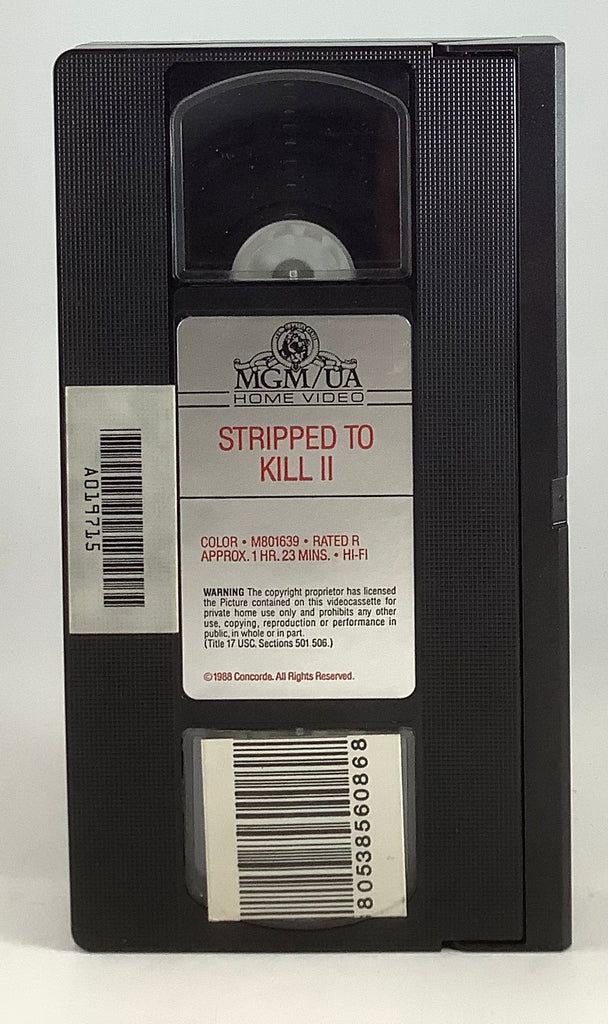 MGM/UA
HOME VIDEO
STRIPPED TO
KILL II
COLOR • M801639 • RATED R
APPROX. 1 HR. 23 MINS. • HI-FI
WARNING The copyright proprietor has licensed
the Picture contained on this videocassette for
private home use only and prohibits any other
use, copying, reproduction or performance in
public, in whole or in part.
(Title 17 USC. Sections 501 506.)
©1988 Concorde. All Rights Reserved.
A019715
80538560868